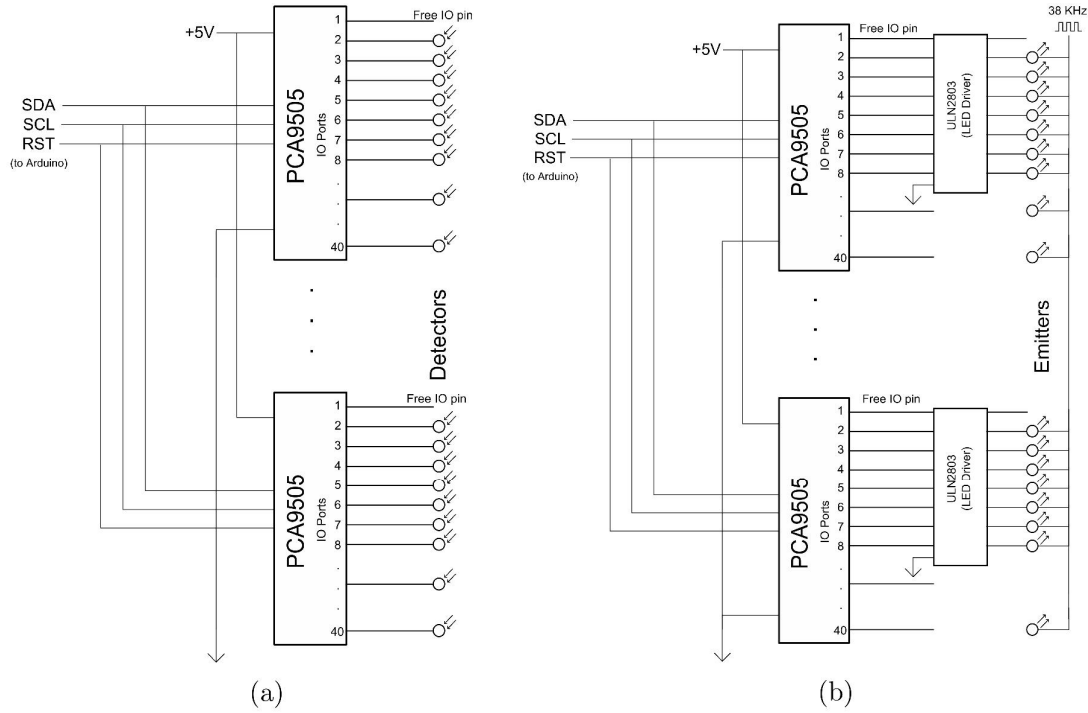 +5V
SDA
SCL
RST
(to Arduino)
PCA9505
IO Ports
1
2
3
4
5
6
7
8
.
.
.
40
Free IO pin
.
.
.
Detectors
PCA9505
IO Ports
1
2
3
4
5
6
7
8
.
.
.
40
Free IO pin
(a)
+5V
SDA
SCL
RST
(to Arduino)
PCA9505
IO Ports
1
2
3
4
5
6
7
8
.
.
.
40
Free IO pin
ULN2803
(LED Driver)
38 KHz
.
.
.
Emitters
PCA9505
IO Ports
1
2
3
4
5
6
7
8
.
.
.
40
Free IO pin
ULN2803
(LED Driver)
(b)